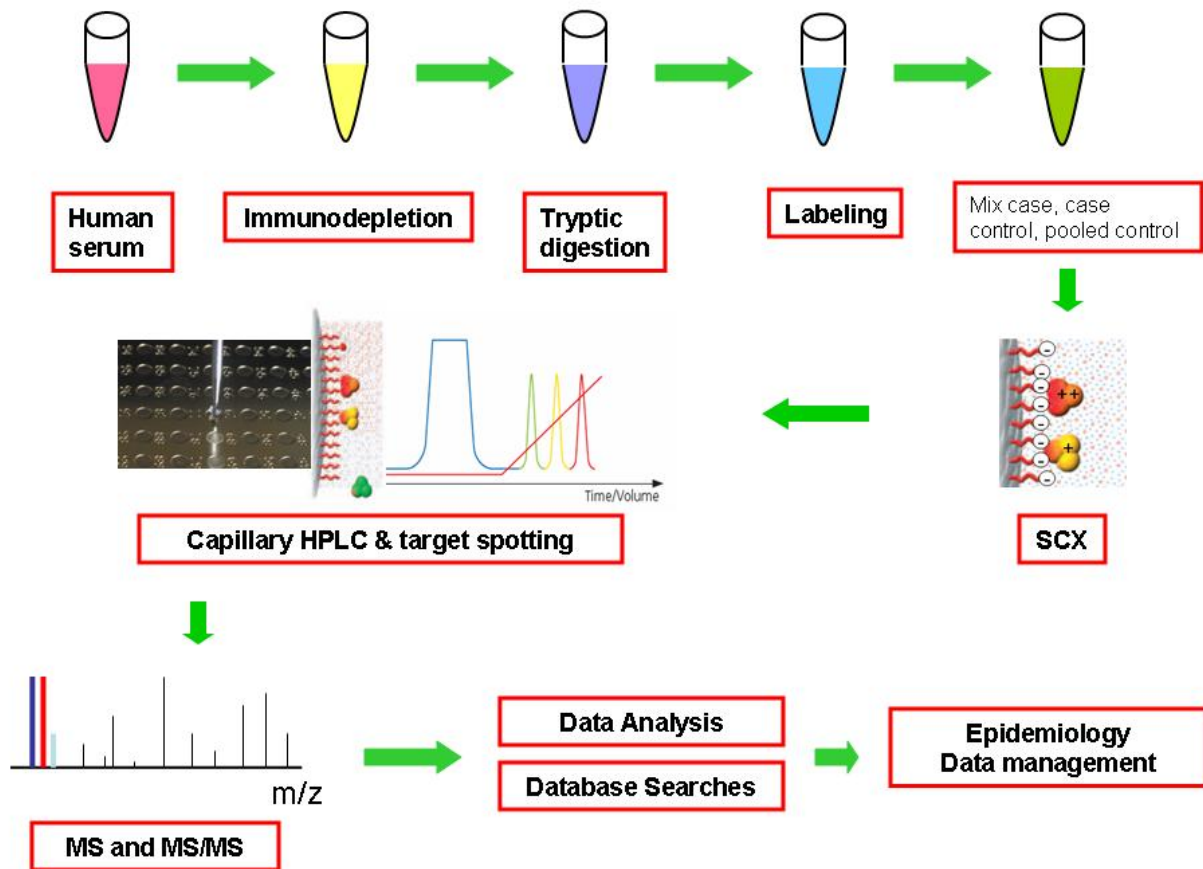 Human
serum
Immunodepletion
Tryptic
digestion
Labeling
Mix case, case
control, pooled control
- - - - - - - -
++
+
SCX
Time/Volume
Capillary HPLC & target spotting
m/z
MS and MS/MS
Data Analysis
Database Searches
Epidemiology
Data management